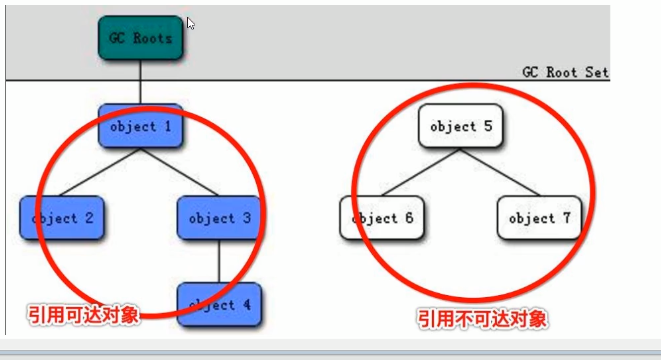 GC Roots
GC Root Set
object 1
object 5
object 2
object 3
object 6
object 7
object 4
引用可达对象
引用不可达对象